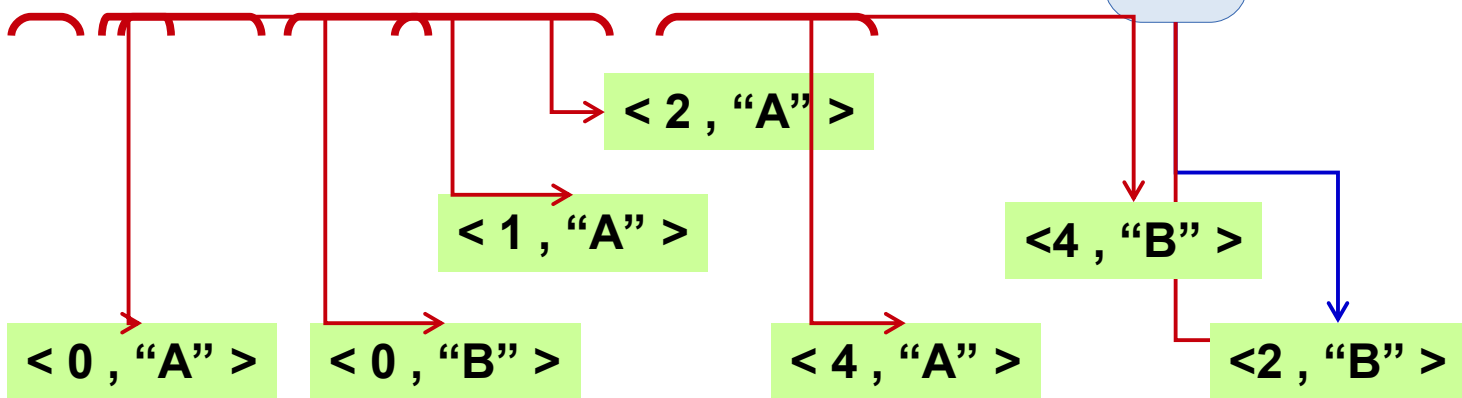 < 2 , “A” >
< 1 , “A” >
<4 , “B” >
< 0 , “A” >
< 0 , “B” >
< 4 , “A” >
<2 , “B” >